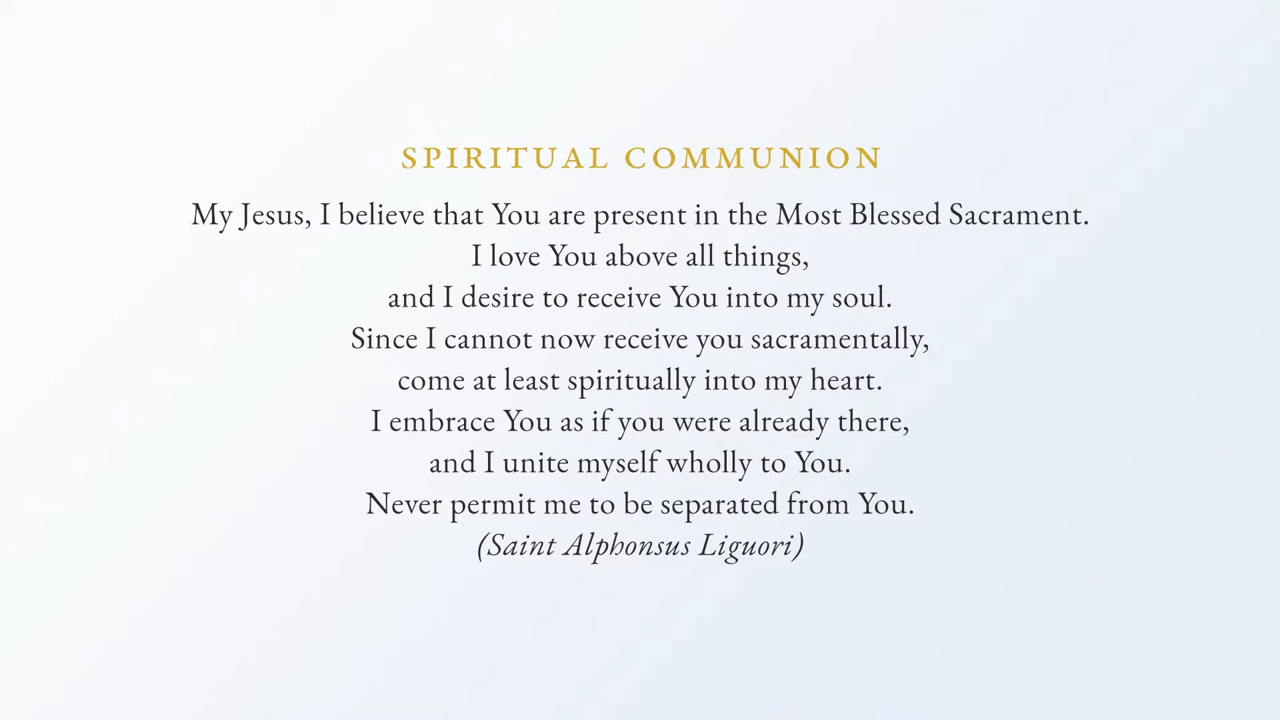 SPIRITUAL COMMUNION
My Jesus, I believe that You are present in the Most Blessed Sacrament.
I love You above all things,
and I desire to receive You into my soul.
Since I cannot now receive you sacramentally,
come at least spiritually into my heart.
I embrace You as if you were already there,
and I unite myself wholly to You.
Never permit me to be separated from You.
(Saint Alphonsus Liguori)